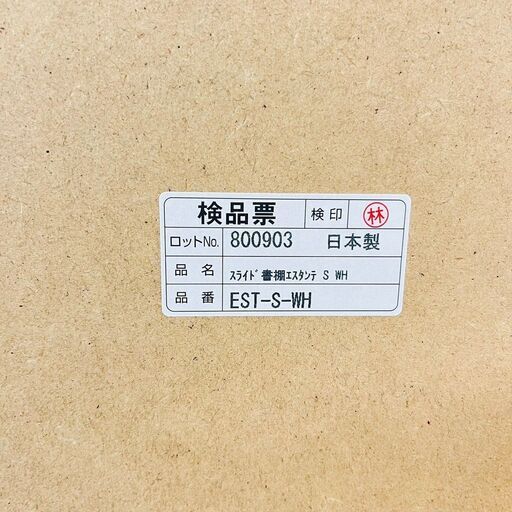 検品票 検印 林
ロットNo. 800903 日本製
品名 ｽﾗｲﾄﾞ書棚ｴｽﾀﾝﾃ S WH
品番 EST-S-WH